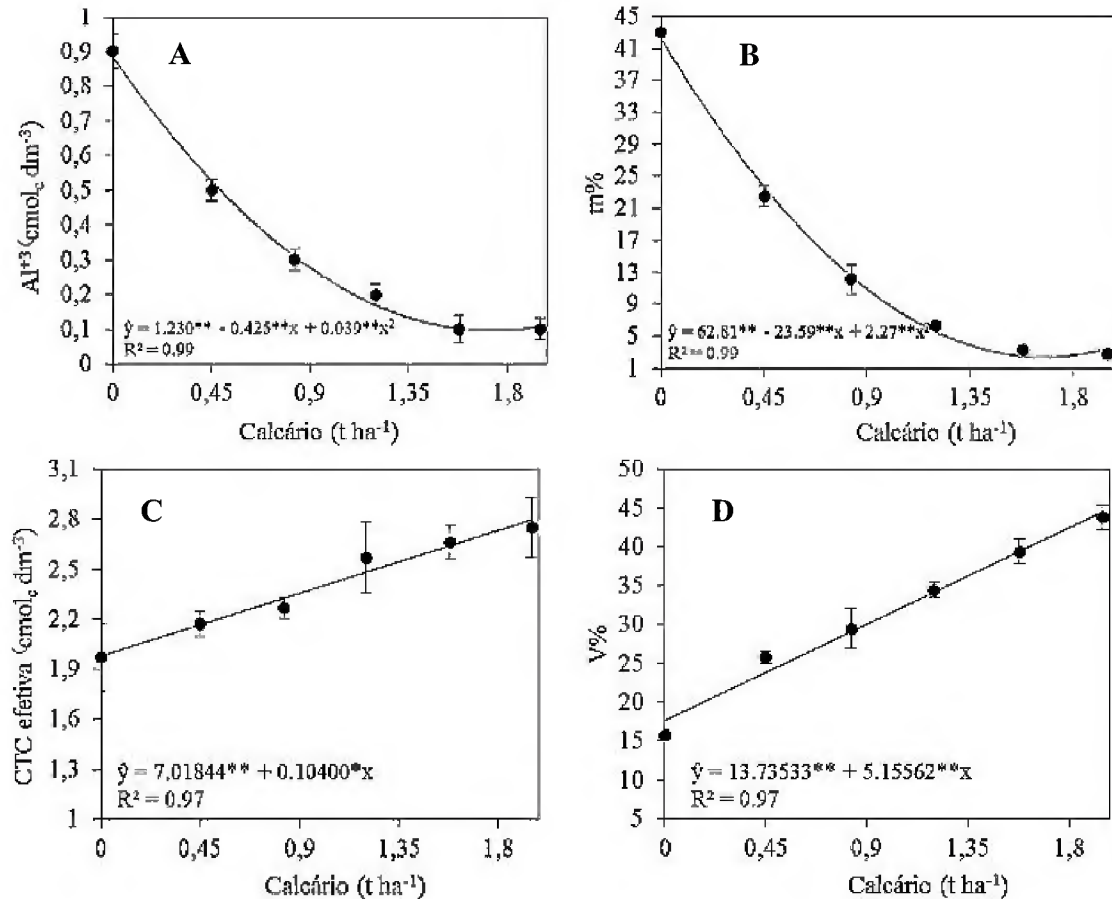 A
Al⁺³ (cmol_c dm⁻³)
1
0,9
0,8
0,7
0,6
0,5
0,4
0,3
0,2
0,1
0
ŷ = 1.230** - 0.425**x + 0.039**x²
R² = 0.99
0 0,45 0,9 1,35 1,8
Calcário (t ha⁻¹)
B
m%
45
41
37
33
29
25
21
17
13
9
5
1
ŷ = 62.81** - 23.59**x + 2.27**x²
R² = 0.99
0 0,45 0,9 1,35 1,8
Calcário (t ha⁻¹)
C
CTC efetiva (cmol_c dm⁻³)
3,1
2,8
2,5
2,2
1,9
1,6
1,3
1
ŷ = 7,01844** + 0.10400*x
R² = 0.97
0 0,45 0,9 1,35 1,8
Calcário (t ha⁻¹)
D
V%
50
45
40
35
30
25
20
15
10
5
ŷ = 13.73533** + 5.15562**x
R² = 0.97
0 0,45 0,9 1,35 1,8
Calcário (t ha⁻¹)